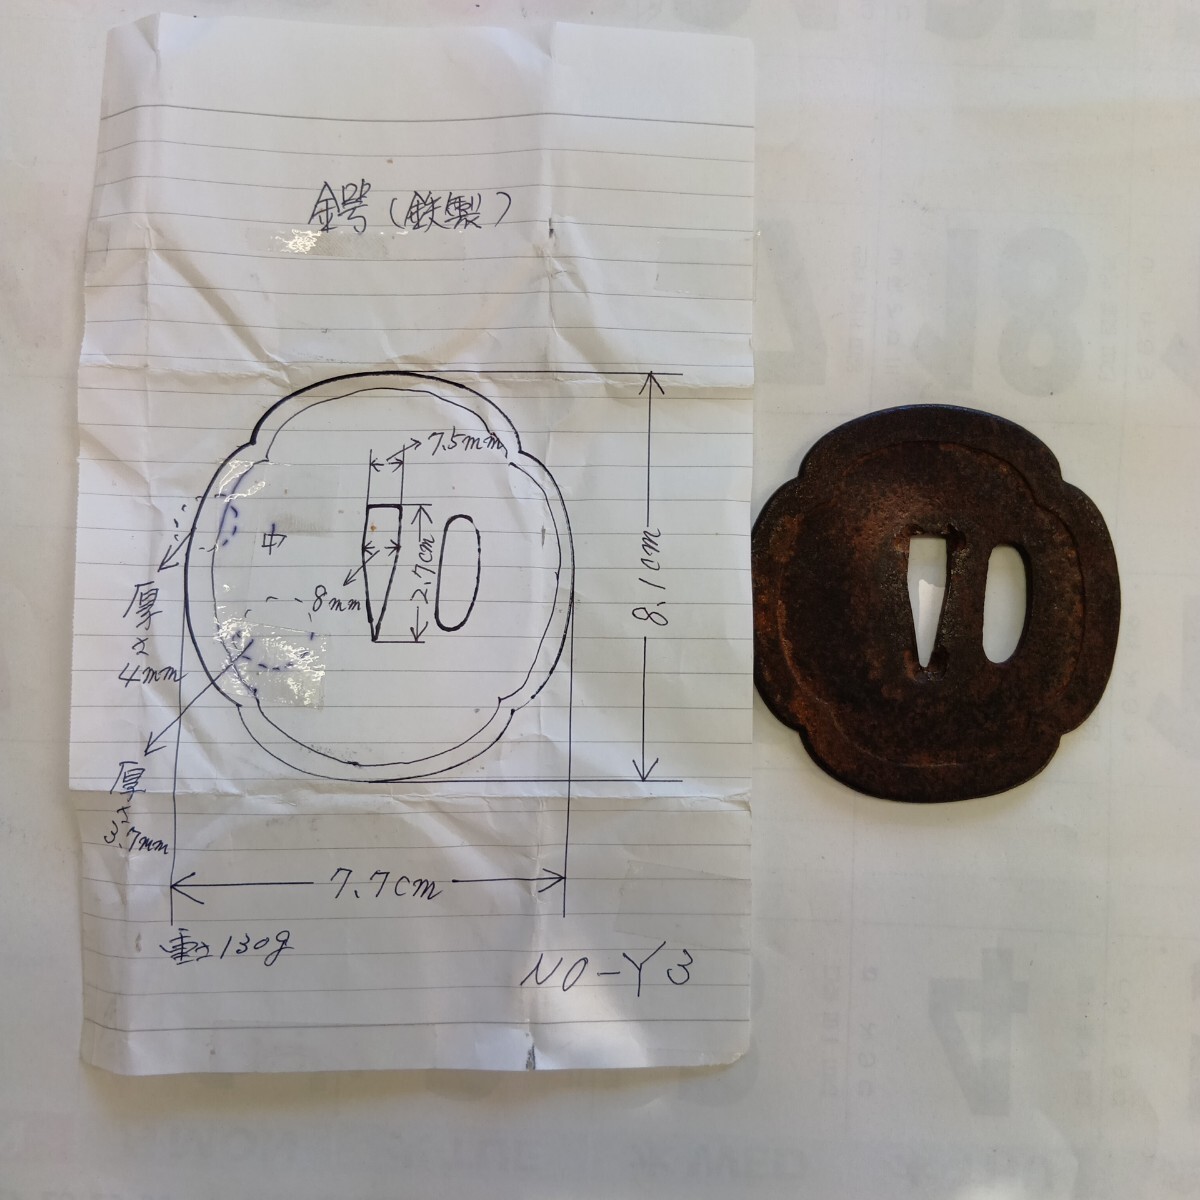 鍔(鉄製)
7.5mm
中
2.7cm
8mm
8.1cm
厚さ
4mm
厚さ
3.7mm
7.7cm
重さ130g
NO-Y3